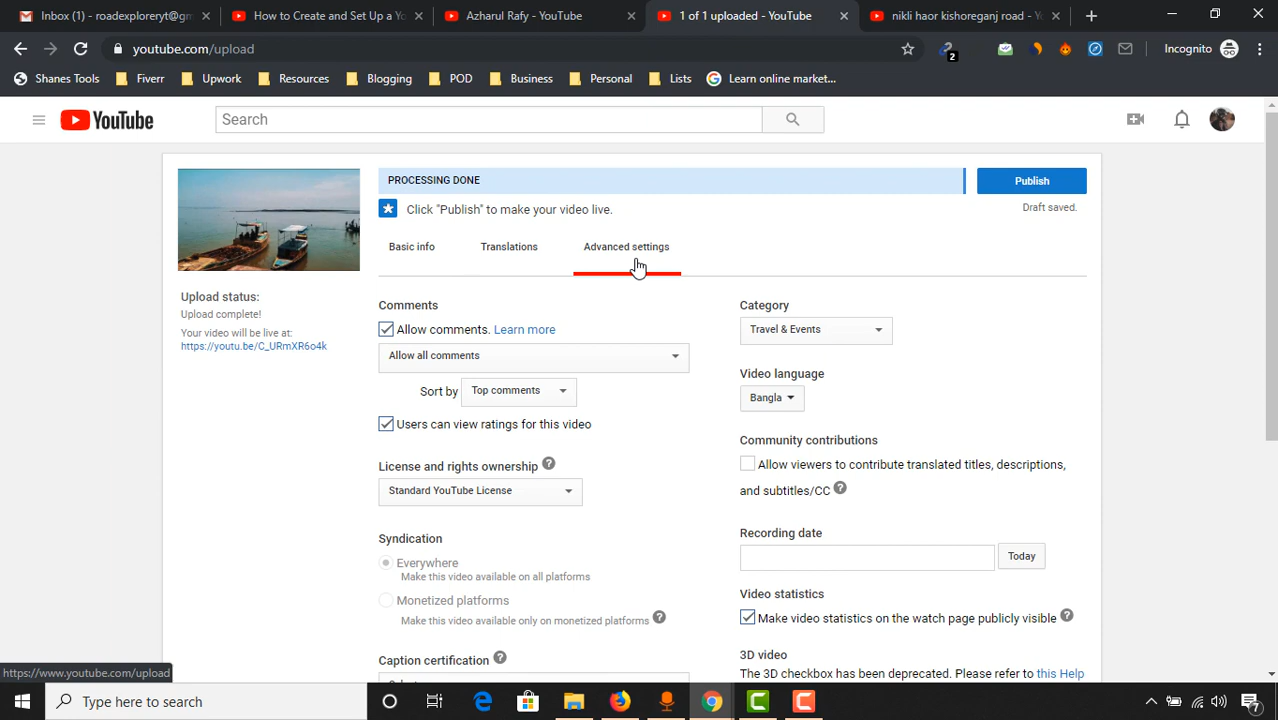 Inbox - roadexploreryt@gm
How to Create and Set Up a Yo
Azharul Rafy - YouTube
1 of 1 uploaded - YouTube
nikli haor kishoreganj road - Yo
youtube.com/upload
2
Incognito
Shanes Tools
Fiverr
Upwork
Resources
Blogging
POD
Business
Personal
Lists
Learn online market...
YouTube
Search
PROCESSING DONE
Publish
Click "Publish" to make your video live.
Draft saved.
Basic info
Translations
Advanced settings
Upload status:
Upload complete!
Your video will be live at:
https://youtu.be/C_URmXR6o4k
Comments
Allow comments. Learn more
Allow all comments
Sort by
Top comments
Users can view ratings for this video
License and rights ownership ?
Standard YouTube License
Syndication
Everywhere
Make this video available on all platforms
Monetized platforms
Make this video available only on monetized platforms ?
Caption certification ?
Category
Travel & Events
Video language
Bangla
Community contributions
Allow viewers to contribute translated titles, descriptions,
and subtitles/CC ?
Recording date
Today
Video statistics
Make video statistics on the watch page publicly visible ?
3D video
The 3D checkbox has been deprecated. Please refer to this Help
https://www.youtube.com/upload
Type here to search
7